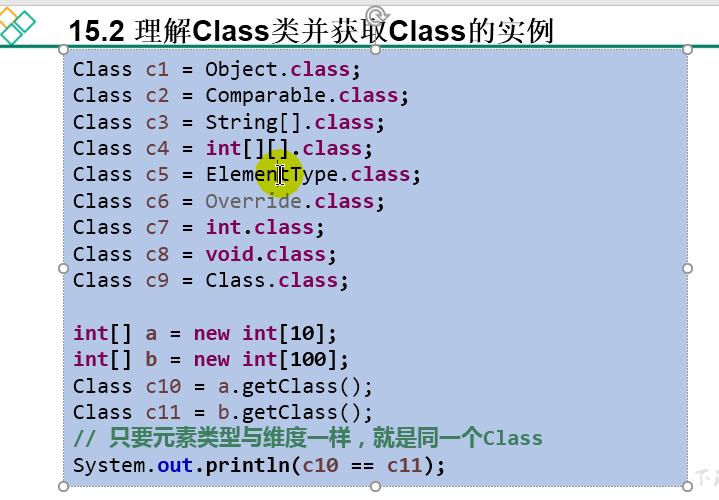 15.2 理解Class类并获取Class的实例
Class c1 = Object.class;
Class c2 = Comparable.class;
Class c3 = String[].class;
Class c4 = int[][].class;
Class c5 = ElementType.class;
Class c6 = Override.class;
Class c7 = int.class;
Class c8 = void.class;
Class c9 = Class.class;
int[] a = new int[10];
int[] b = new int[100];
Class c10 = a.getClass();
Class c11 = b.getClass();
// 只要元素类型与维度一样，就是同一个Class
System.out.println(c10 == c11);